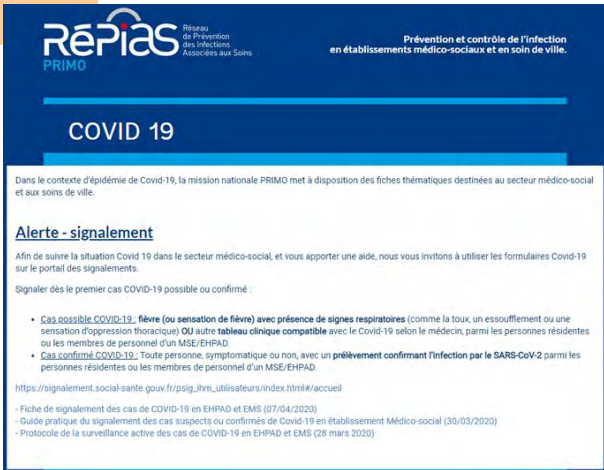 RéPIAS
Réseau
de Prévention
des Infections
Associées aux Soins
PRIMO
Prévention et contrôle de l'infection
en établissements médico-sociaux et en soin de ville.
COVID 19
Dans le contexte d'épidémie de Covid-19, la mission nationale PRIMO met à disposition des fiches thématiques destinées au secteur médico-social
et aux soins de ville.
Alerte - signalement
Afin de suivre la situation Covid 19 dans le secteur médico-social, et vous apporter une aide, nous vous invitons à utiliser les formulaires Covid-19
sur le portail des signalements.
Signaler dès le premier cas COVID-19 possible ou confirmé :
• Cas possible COVID-19 : fièvre (ou sensation de fièvre) avec présence de signes respiratoires (comme la toux, un essoufflement ou une
sensation d'oppression thoracique) OU autre tableau clinique compatible avec le Covid-19 selon le médecin, parmi les personnes résidentes
ou les membres de personnel d'un MSE/EHPAD.
• Cas confirmé COVID-19 : Toute personne, symptomatique ou non, avec un prélèvement confirmant l'infection par le SARS-CoV-2 parmi les
personnes résidentes ou les membres de personnel d'un MSE/EHPAD.
https://signalement.social-sante.gouv.fr/psig_ihm_utilisateurs/index.html#/accueil
- Fiche de signalement des cas de COVID-19 en EHPAD et EMS (07/04/2020)
- Guide pratique du signalement des cas suspects ou confirmés de Covid-19 en établissement Médico-social (30/03/2020)
- Protocole de la surveillance active des cas de COVID-19 en EHPAD et EMS (28 mars 2020)